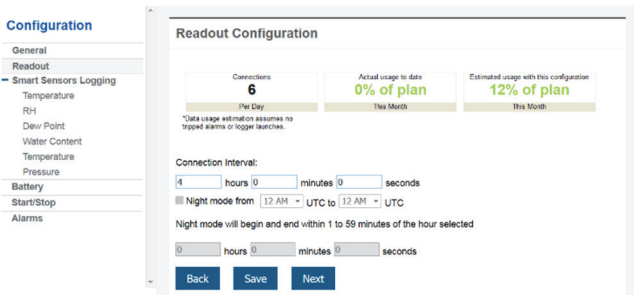 Configuration
General
Readout
Smart Sensors Logging
Temperature
RH
Dew Point
Water Content
Temperature
Pressure
Battery
Start/Stop
Alarms
Readout Configuration
Connections
6
Per Day
Actual usage to date
0% of plan
This Month
Estimated usage with this configuration
12% of plan
This Month
*Data usage estimation assumes no
tripped alarms or logger launches.
Connection Interval:
4 hours 0 minutes 0 seconds
Night mode from 12 AM UTC to 12 AM UTC
Night mode will begin and end within 1 to 59 minutes of the hour selected
0 hours 0 minutes 0 seconds
Back Save Next